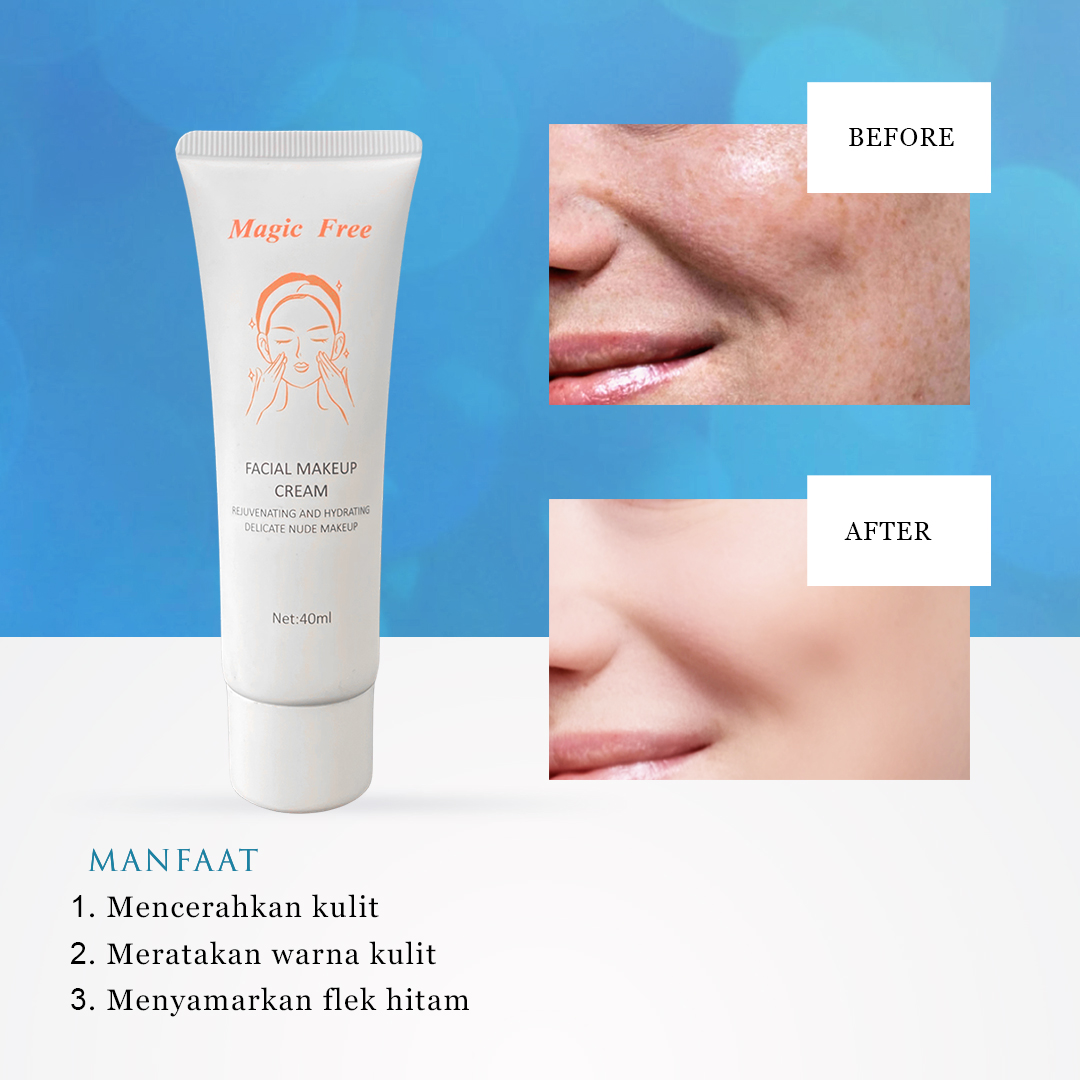 BEFORE
Magic Free
FACIAL MAKEUP
CREAM
REJUVENATING AND HYDRATING
DELICATE NUDE MAKEUP
Net:40ml
AFTER
MANFAAT
1. Mencerahkan kulit
2. Meratakan warna kulit
3. Menyamarkan flek hitam